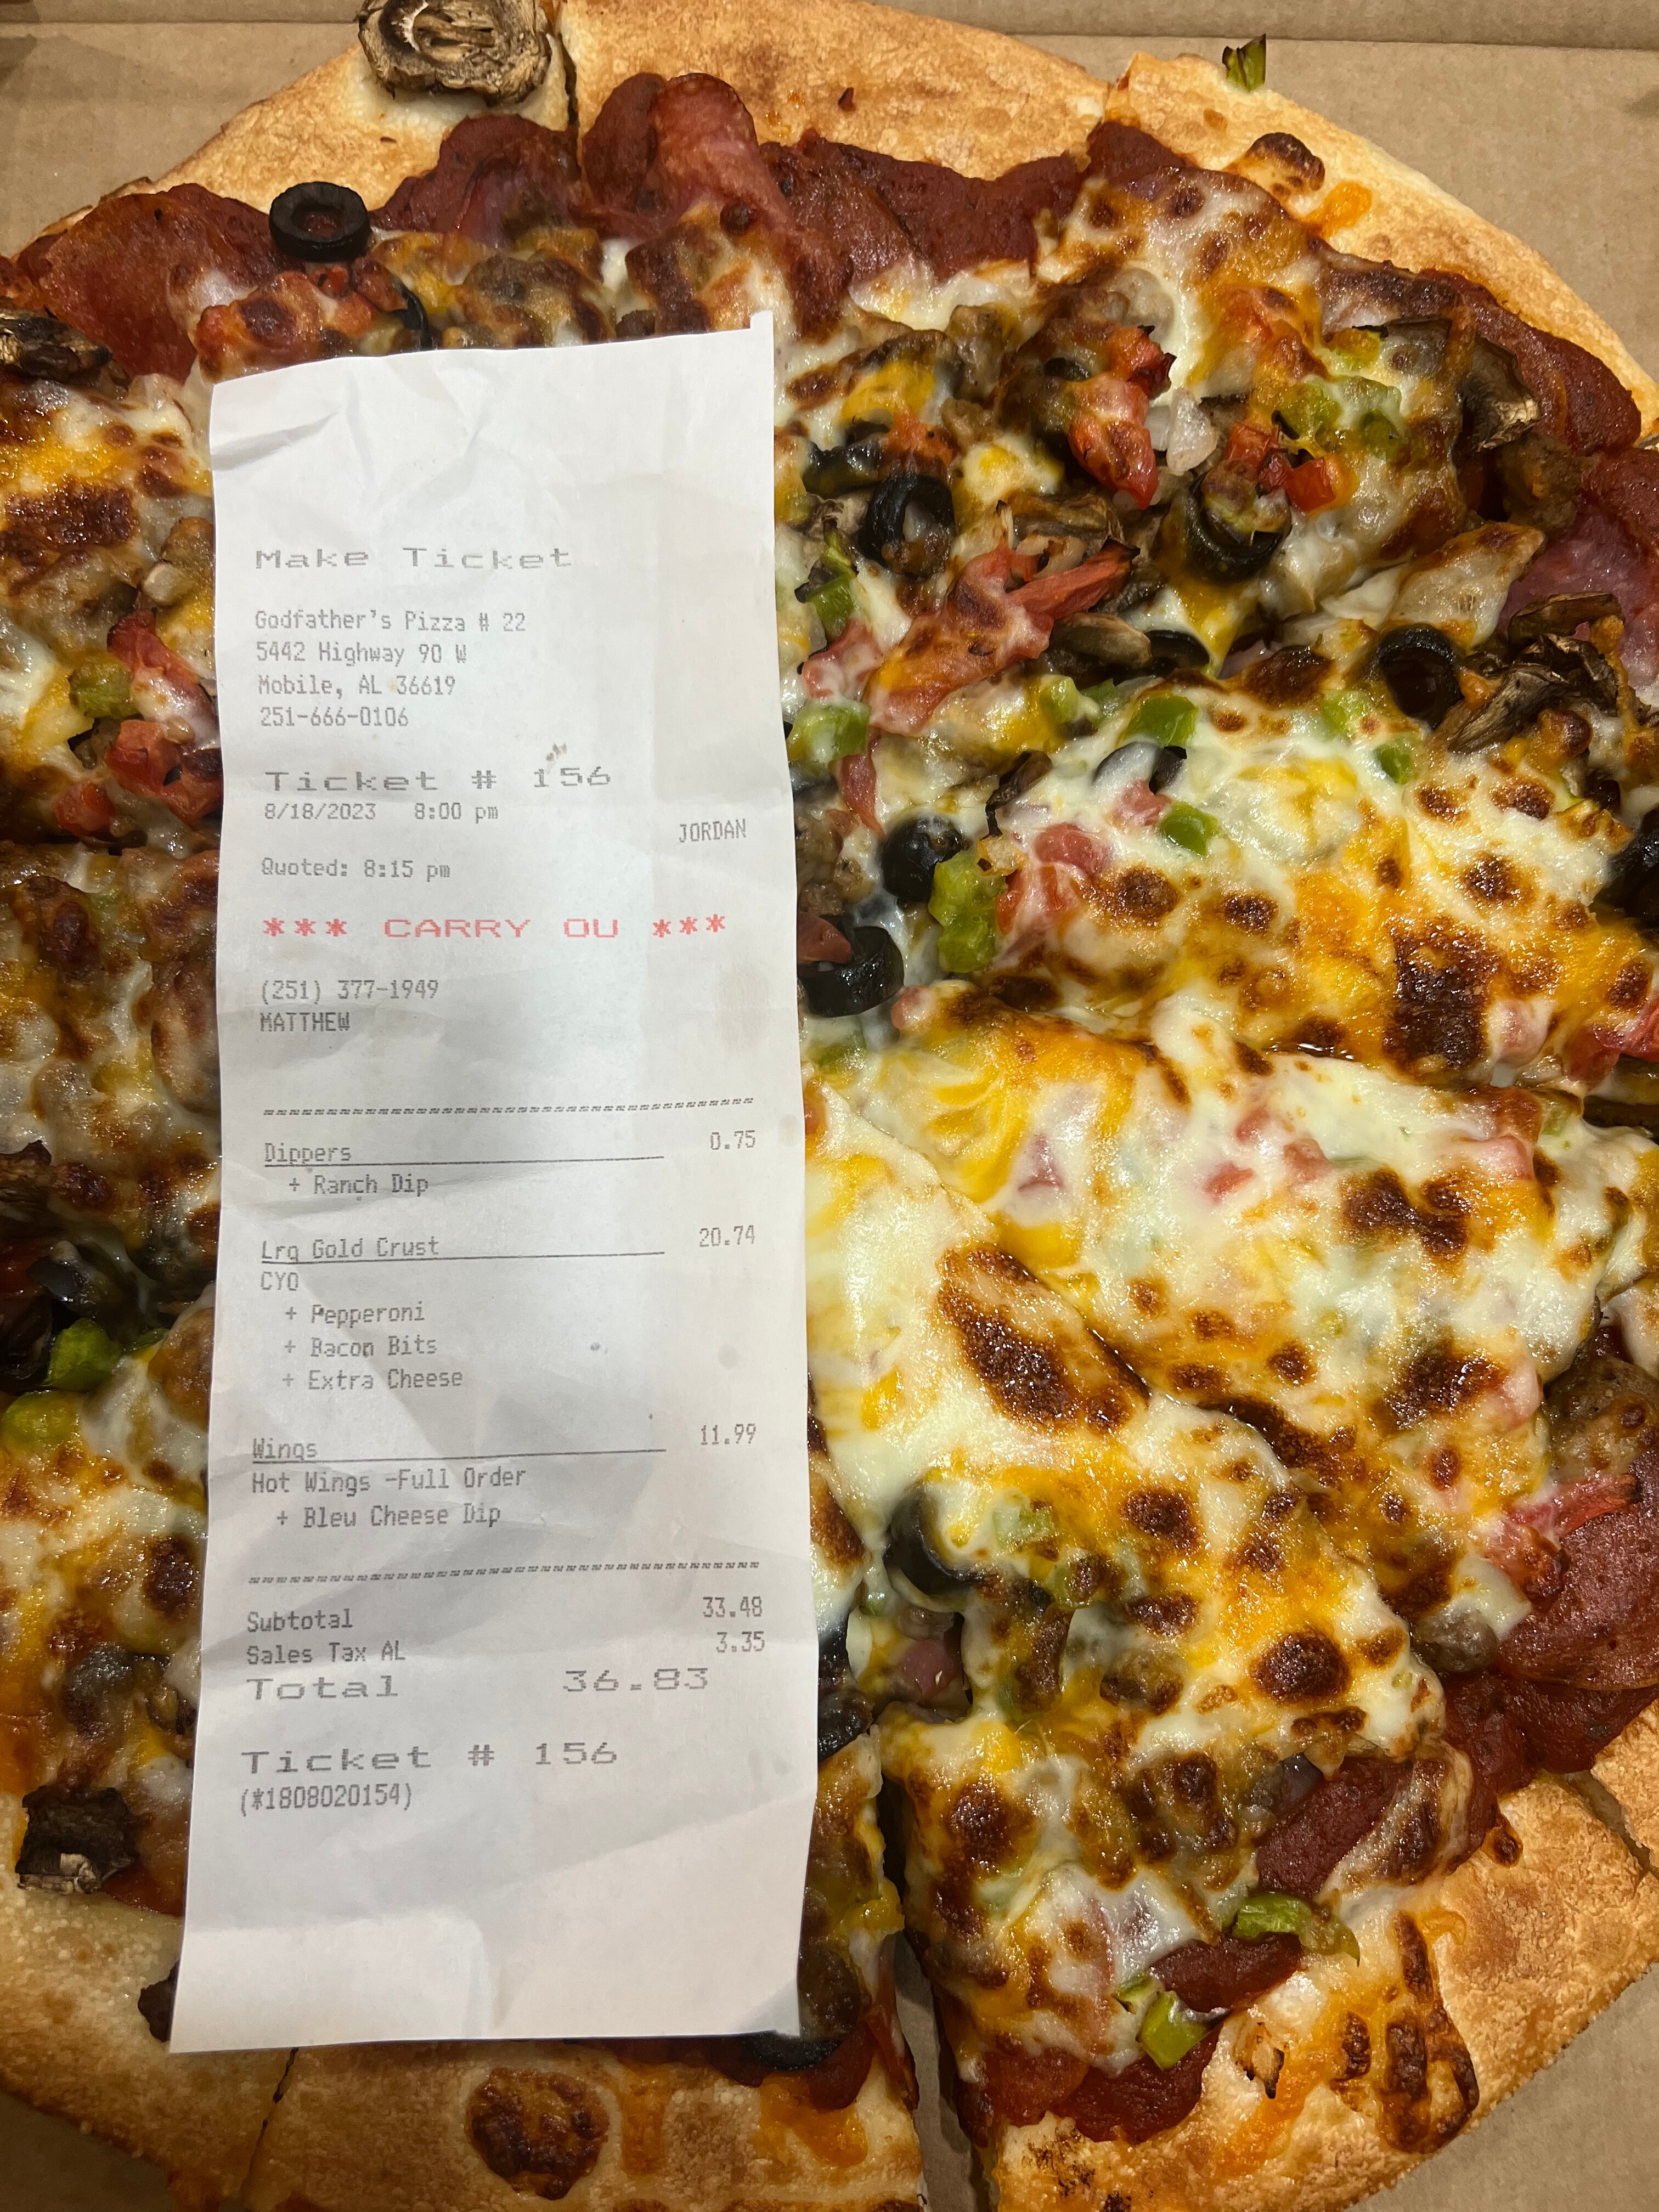 Make Ticket
Godfather's Pizza # 22
5442 Highway 90 W
Mobile, AL 36619
251-666-0106
Ticket # 156
8/18/2023 8:00 pm
JORDAN
Quoted: 8:15 pm
*** CARRY OU ***
(251) 377-1949
MATTHEW
Dippers 0.75
+ Ranch Dip
Lrg Gold Crust 20.74
CYO
+ Pepperoni
+ Bacon Bits
+ Extra Cheese
Wings 11.99
Hot Wings -Full Order
+ Bleu Cheese Dip
Subtotal 33.48
Sales Tax AL 3.35
Total 36.83
Ticket # 156
(*1808020154)